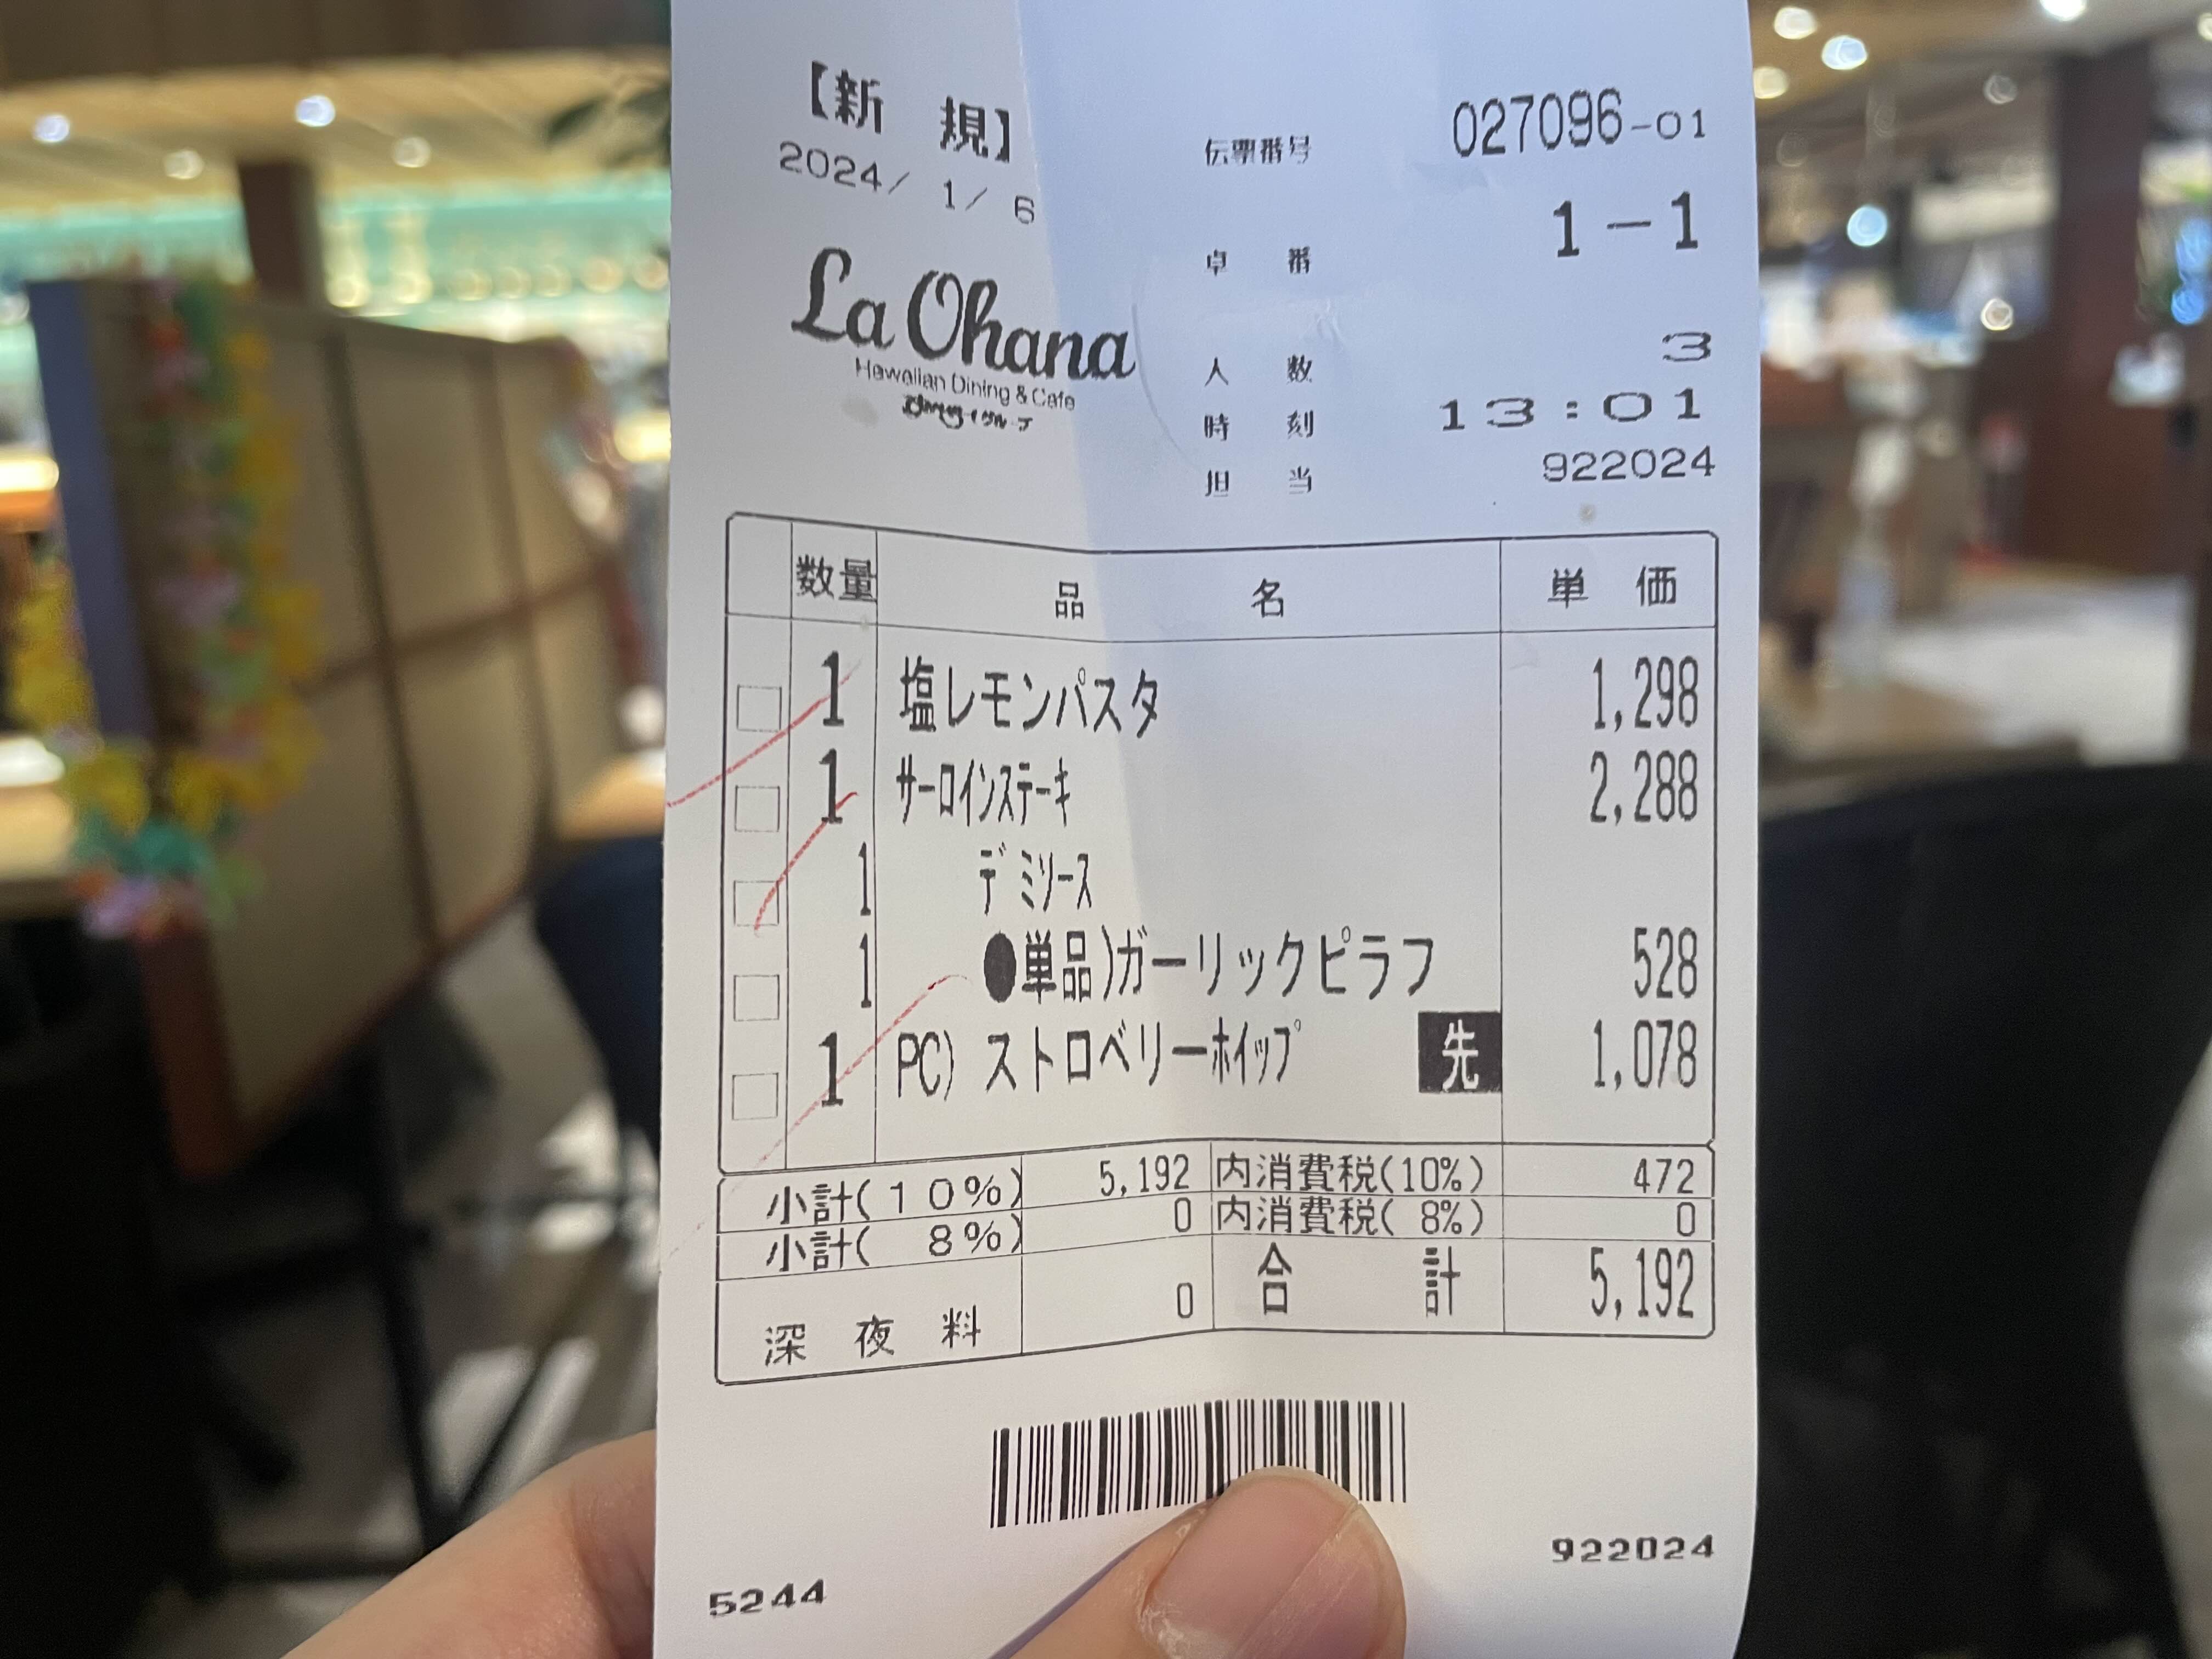 【新 規】
2024/ 1/ 6
La Ohana
Hawaiian Dining & Cafe
伝票番号 027096-01
卓 番 1-1
人 数 3
時 刻 13:01
担 当 922024
数量 品 名 単 価
1 塩レモンパスタ 1,298
1 ｻｰﾛｲﾝｽﾃｰｷ 2,288
1 ﾃﾞﾐｿｰｽ
1 ●単品)ガーリックピラフ 528
1 PC) ストロベリーﾎｲｯﾌﾟ 先 1,078
小計(10%) 5,192 内消費税(10%) 472
小計( 8%) 0 内消費税( 8%) 0
深 夜 料 0 合 計 5,192
922024
5244